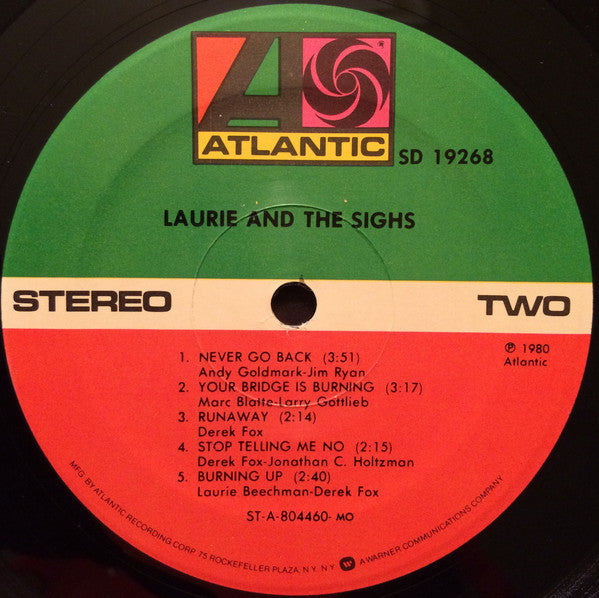 ATLANTIC
SD 19268
LAURIE AND THE SIGHS
STEREO
TWO
℗ 1980
Atlantic
1. NEVER GO BACK (3:51)
Andy Goldmark-Jim Ryan
2. YOUR BRIDGE IS BURNING (3:17)
Marc Blatte-Larry Gottlieb
3. RUNAWAY (2:14)
Derek Fox
4. STOP TELLING ME NO (2:15)
Derek Fox-Jonathan C. Holtzman
5. BURNING UP (2:40)
Laurie Beechman-Derek Fox
ST-A-804460-MO
MFG. BY ATLANTIC RECORDING CORP. 75 ROCKEFELLER PLAZA, N.Y. N.Y. W A WARNER COMMUNICATIONS COMPANY